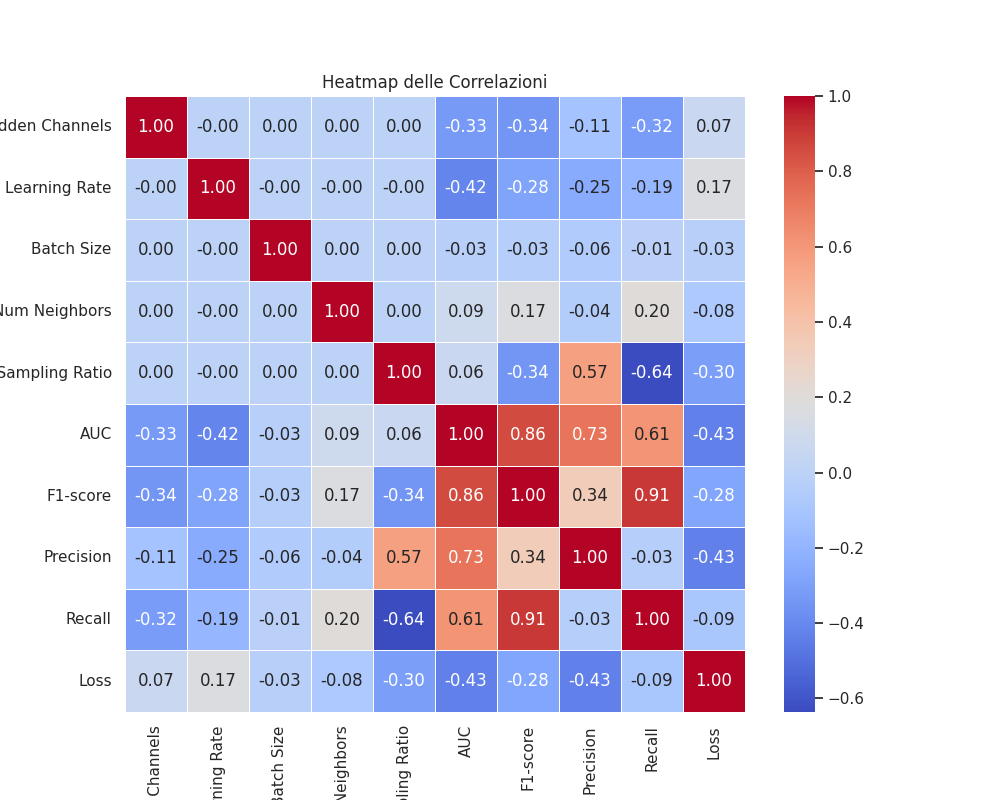 Heatmap delle Correlazioni
dden Channels 1.00 -0.00 0.00 0.00 0.00 -0.33 -0.34 -0.11 -0.32 0.07
Learning Rate -0.00 1.00 -0.00 -0.00 -0.00 -0.42 -0.28 -0.25 -0.19 0.17
Batch Size 0.00 -0.00 1.00 0.00 0.00 -0.03 -0.03 -0.06 -0.01 -0.03
Num Neighbors 0.00 -0.00 0.00 1.00 0.00 0.09 0.17 -0.04 0.20 -0.08
Sampling Ratio 0.00 -0.00 0.00 0.00 1.00 0.06 -0.34 0.57 -0.64 -0.30
AUC -0.33 -0.42 -0.03 0.09 0.06 1.00 0.86 0.73 0.61 -0.43
F1-score -0.34 -0.28 -0.03 0.17 -0.34 0.86 1.00 0.34 0.91 -0.28
Precision -0.11 -0.25 -0.06 -0.04 0.57 0.73 0.34 1.00 -0.03 -0.43
Recall -0.32 -0.19 -0.01 0.20 -0.64 0.61 0.91 -0.03 1.00 -0.09
Loss 0.07 0.17 -0.03 -0.08 -0.30 -0.43 -0.28 -0.43 -0.09 1.00
Channels
ning Rate
Batch Size
Neighbors
ling Ratio
AUC
F1-score
Precision
Recall
Loss
1.0
0.8
0.6
0.4
0.2
0.0
−0.2
−0.4
−0.6